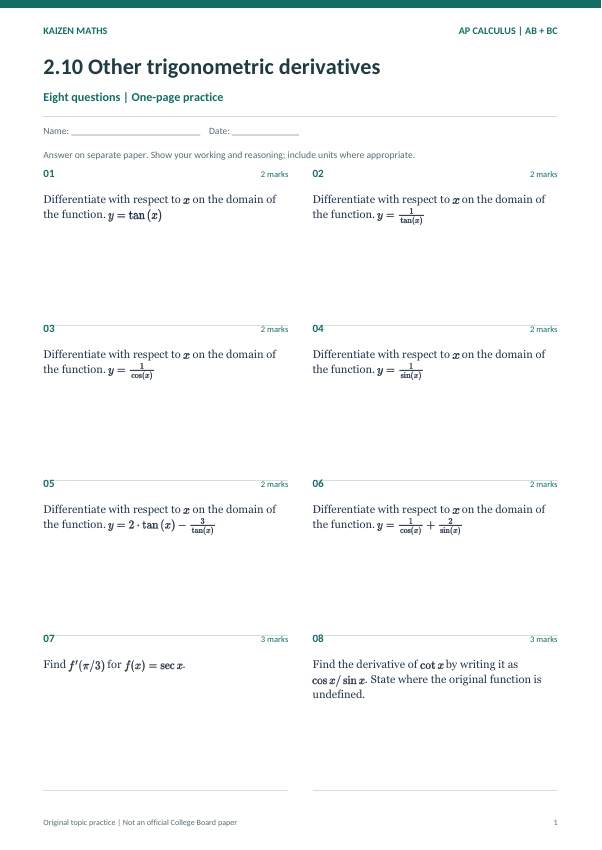 KAIZEN MATHS
AP CALCULUS | AB + BC
2.10 Other trigonometric derivatives
Eight questions | One-page practice
Name: ____________________________ Date: ______________
Answer on separate paper. Show your working and reasoning; include units where appropriate.
01 2 marks
Differentiate with respect to x on the domain of
the function. y = tan (x)
02 2 marks
Differentiate with respect to x on the domain of
the function. y = 1/tan(x)
03 2 marks
Differentiate with respect to x on the domain of
the function. y = 1/cos(x)
04 2 marks
Differentiate with respect to x on the domain of
the function. y = 1/sin(x)
05 2 marks
Differentiate with respect to x on the domain of
the function. y = 2 · tan (x) − 3/tan(x)
06 2 marks
Differentiate with respect to x on the domain of
the function. y = 1/cos(x) + 2/sin(x)
07 3 marks
Find f′(π/3) for f(x) = sec x.
08 3 marks
Find the derivative of cot x by writing it as
cos x/ sin x. State where the original function is
undefined.
Original topic practice | Not an official College Board paper
1